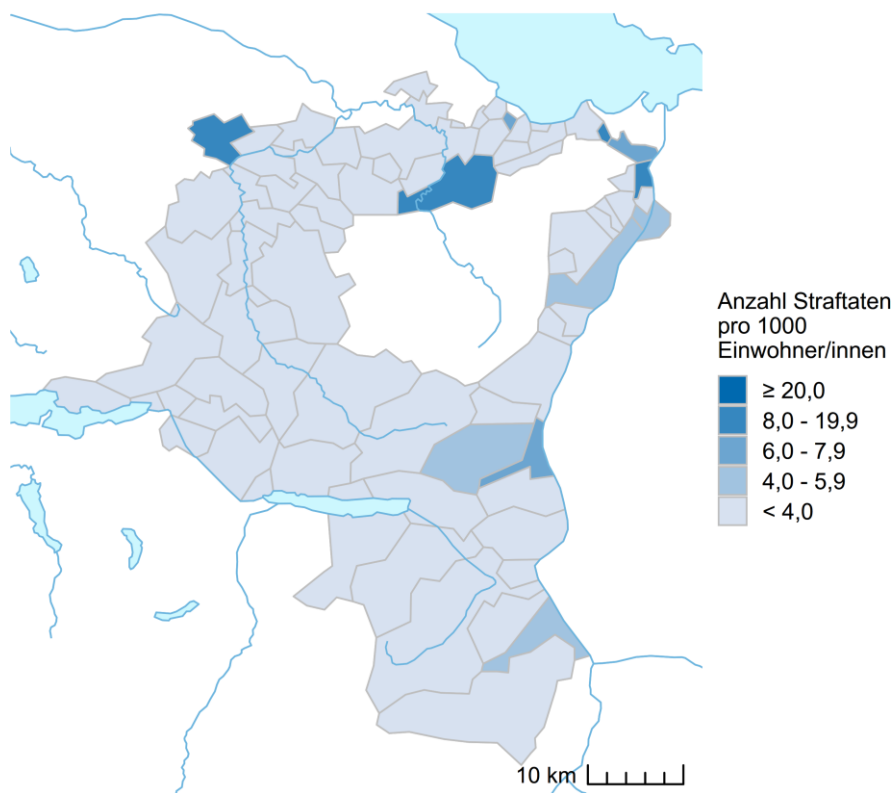 Anzahl Straftaten
pro 1000
Einwohner/innen
≥ 20,0
8,0 - 19,9
6,0 - 7,9
4,0 - 5,9
< 4,0
10 km